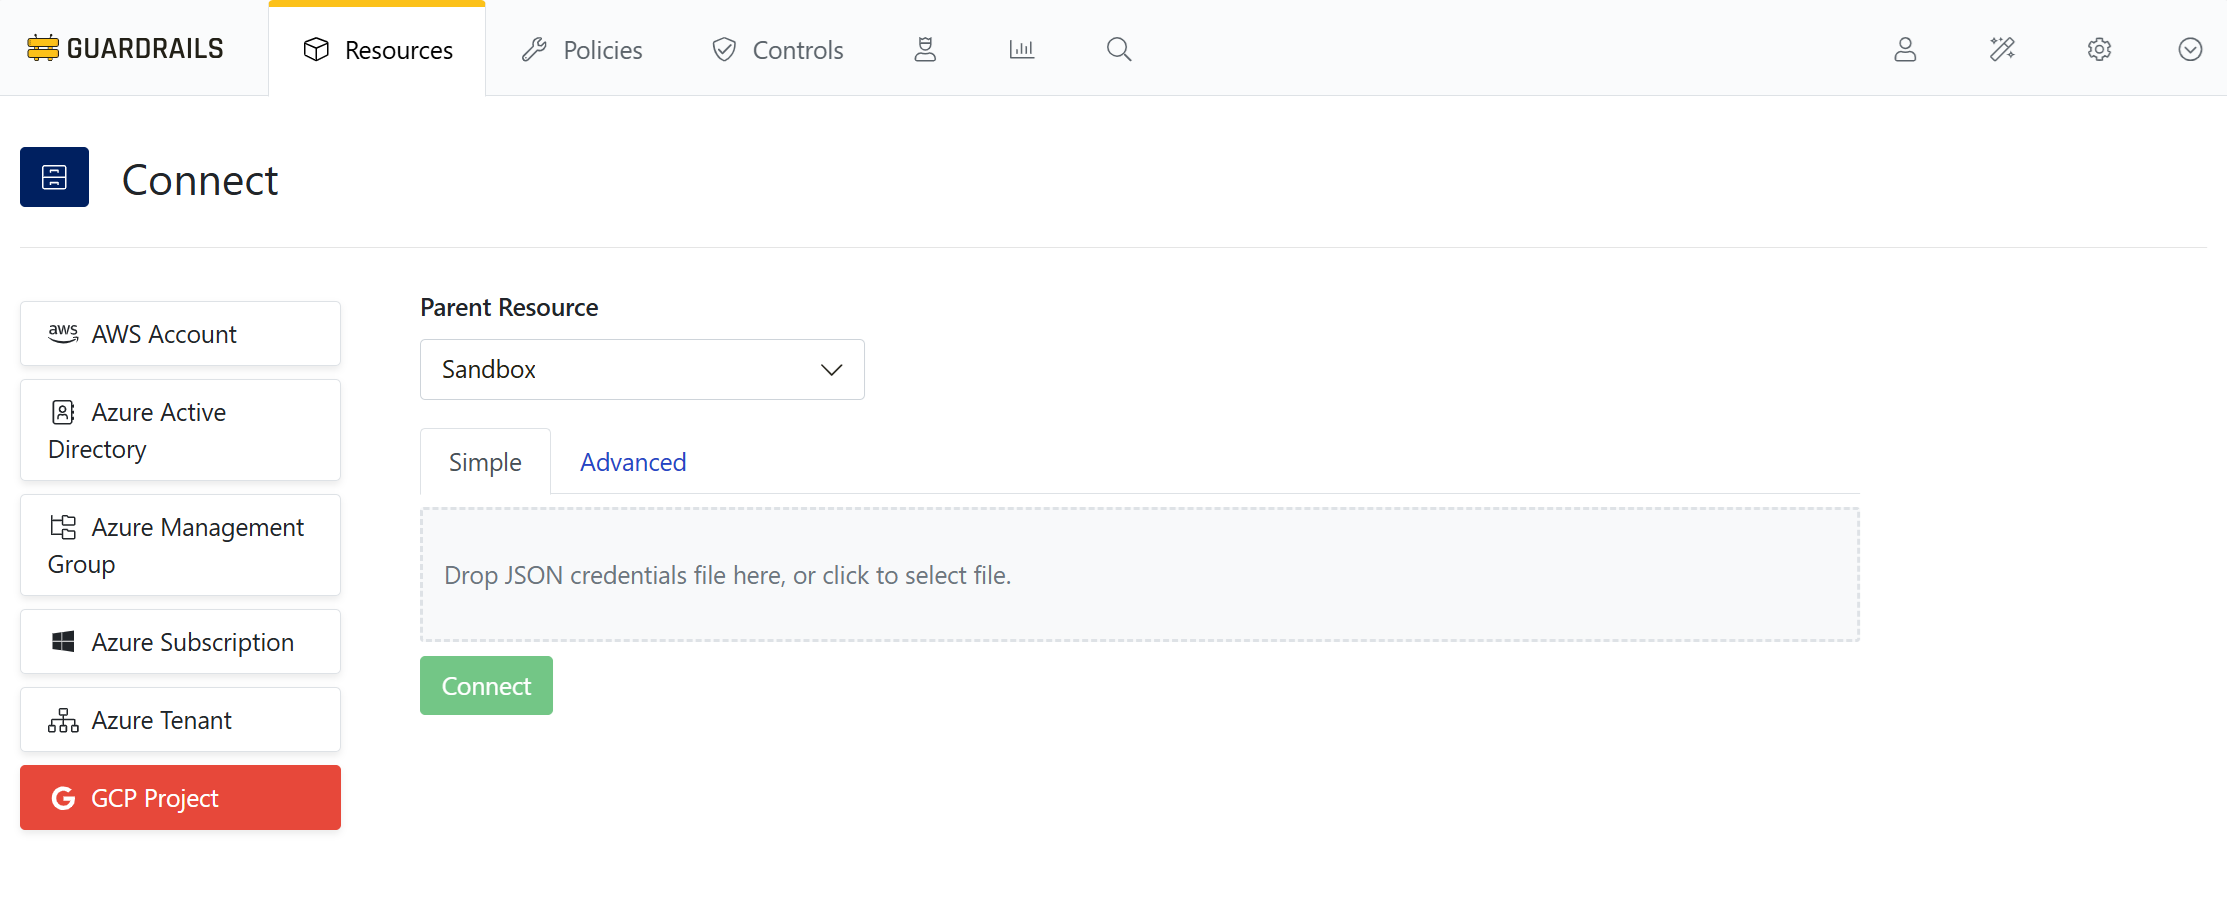 GUARDRAILS
Resources
Policies
Controls
Connect
aws AWS Account
Azure Active
Directory
Azure Management
Group
Azure Subscription
Azure Tenant
GCP Project
Parent Resource
Sandbox
Simple
Advanced
Drop JSON credentials file here, or click to select file.
Connect